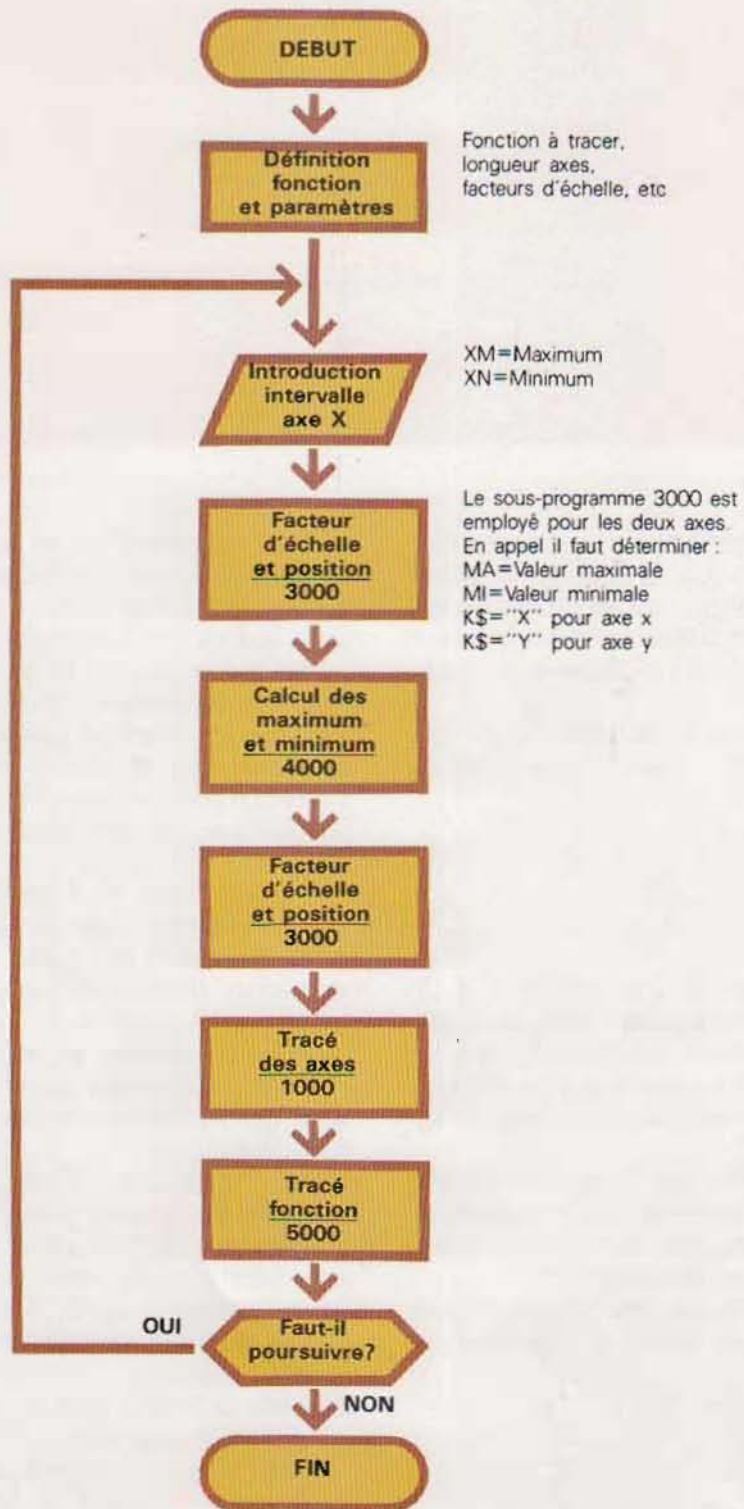 DEBUT
Définition
fonction
et paramètres
Fonction à tracer,
longueur axes,
facteurs d'échelle, etc
Introduction
intervalle
axe X
XM=Maximum
XN=Minimum
Facteur
d'échelle
et position
3000
Le sous-programme 3000 est
employé pour les deux axes.
En appel il faut déterminer :
MA=Valeur maximale
MI=Valeur minimale
K$="X" pour axe x
K$="Y" pour axe y
Calcul des
maximum
et minimum
4000
Facteur
d'échelle
et position
3000
Tracé
des axes
1000
Tracé
fonction
5000
OUI
Faut-il
poursuivre?
NON
FIN